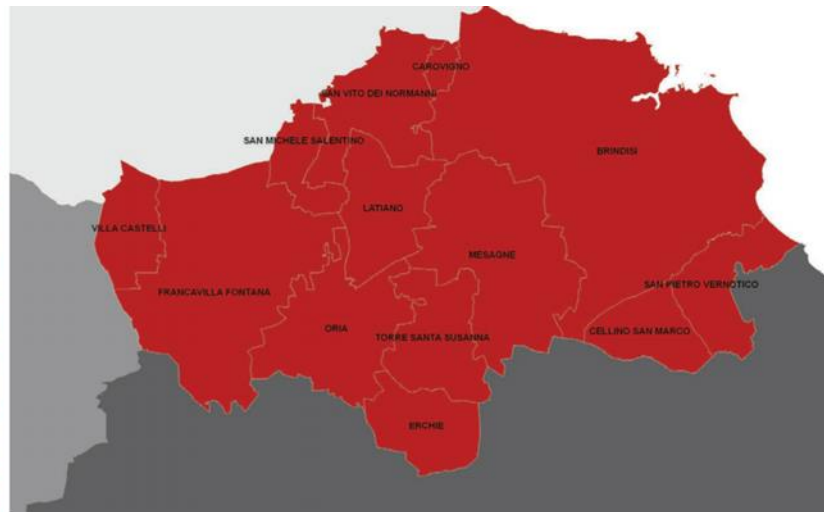 CAROVIGNO
SAN VITO DEI NORMANNI
SAN MICHELE SALENTINO
BRINDISI
LATIANO
VILLA CASTELLI
MESAGNE
SAN PIETRO VERNOTICO
FRANCAVILLA FONTANA
ORIA
TORRE SANTA SUSANNA
CELLINO SAN MARCO
ERCHIE